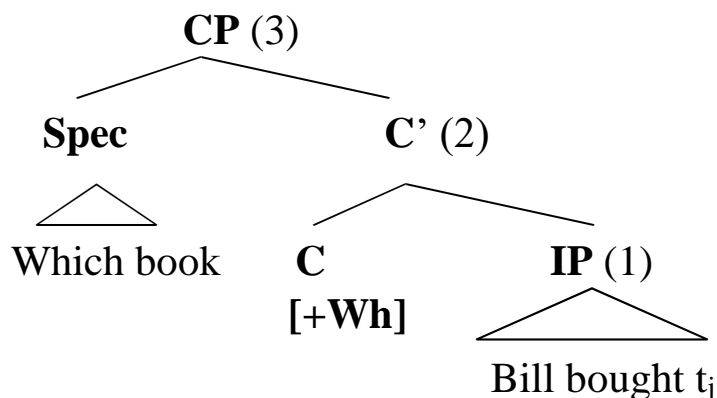 CP (3)
Spec C’ (2)
Which book C IP (1)
[+Wh]
Bill bought ti